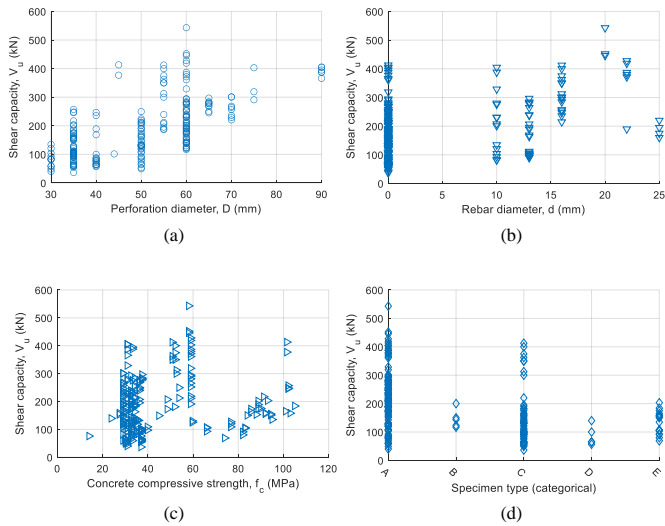 600
500
400
300
200
100
0
Shear capacity, V_u (kN)
30 40 50 60 70 80 90
Perforation diameter, D (mm)
(a)
600
500
400
300
200
100
0
Shear capacity, V_u (kN)
0 5 10 15 20 25
Rebar diameter, d (mm)
(b)
600
500
400
300
200
100
0
Shear capacity, V_u (kN)
0 20 40 60 80 100 120
Concrete compressive strength, f_c (MPa)
(c)
600
500
400
300
200
100
0
Shear capacity, V_u (kN)
A B C D E
Specimen type (categorical)
(d)